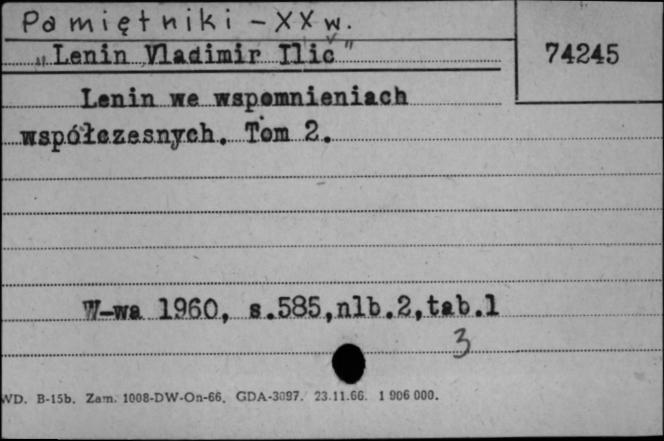 Pamiętniki - XX w.
„Lenin Vladimir Ilič"
74245
Lenin we wspomnieniach
współczesnych. Tom 2.
W-wa 1960, s.585,nlb.2,tab.1
3
WD. B-15b. Zam. 1008-DW-On-66. GDA-3097. 23.11.66. 1 906 000.